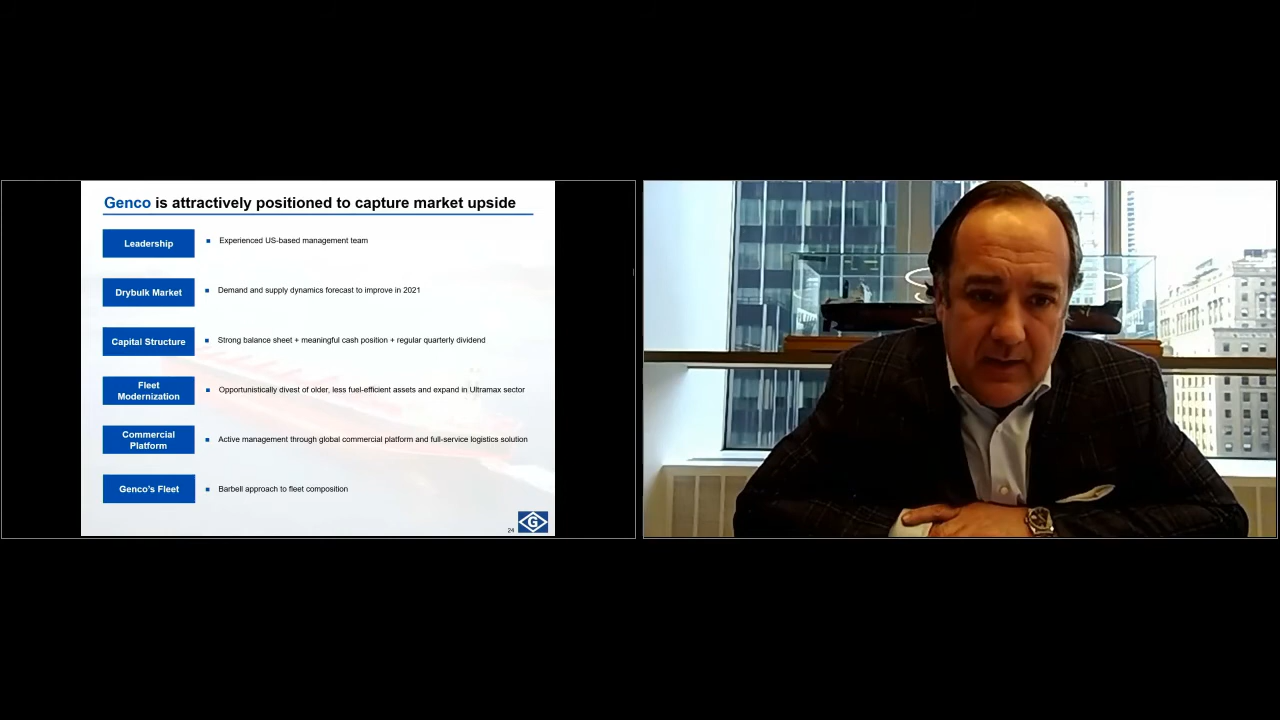 Genco is attractively positioned to capture market upside
Leadership
▪ Experienced US-based management team
Drybulk Market
▪ Demand and supply dynamics forecast to improve in 2021
Capital Structure
▪ Strong balance sheet + meaningful cash position + regular quarterly dividend
Fleet
Modernization
▪ Opportunistically divest of older, less fuel-efficient assets and expand in Ultramax sector
Commercial
Platform
▪ Active management through global commercial platform and full-service logistics solution
Genco's Fleet
▪ Barbell approach to fleet composition
24
G